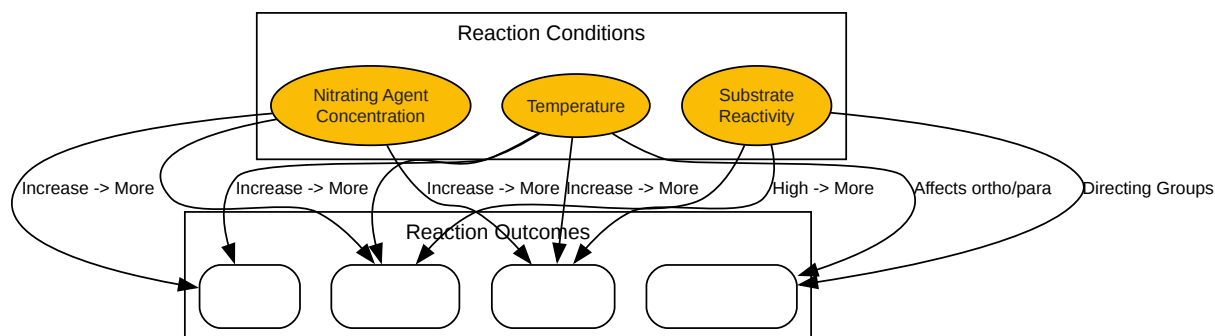 Reaction Conditions
Nitrating Agent
Concentration
Temperature
Substrate
Reactivity
Increase -> More
Increase -> More
Increase -> More
Increase -> More
High -> More
Affects ortho/para
Directing Groups
Reaction Outcomes